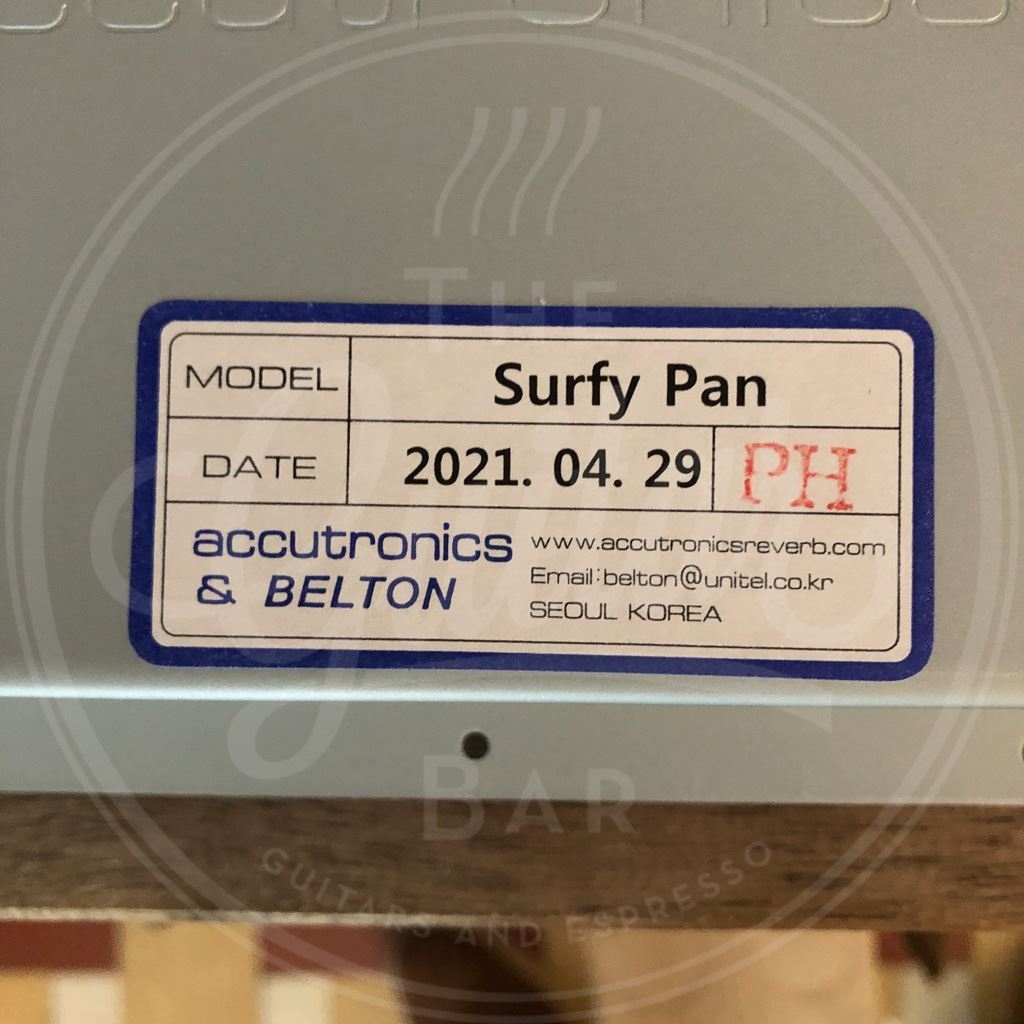 accutronics
THE
MODEL
Surfy Pan
DATE
2021. 04. 29
PH
accutronics
& BELTON
www.accutronicsreverb.com
Email:belton@unitel.co.kr
SEOUL KOREA
BAR
GUITARS AND ESPRESSO